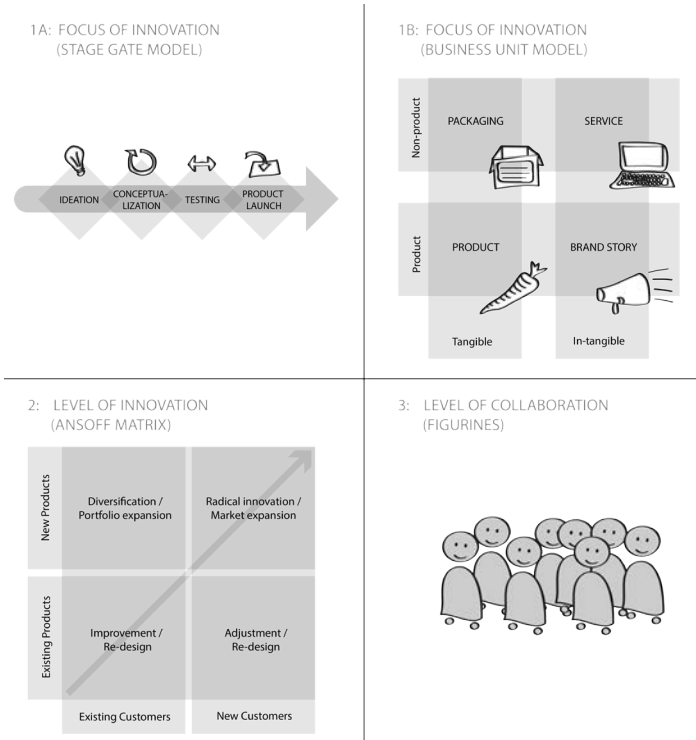 1A: FOCUS OF INNOVATION
(STAGE GATE MODEL)
IDEATION
CONCEPTUA-
LIZATION
TESTING
PRODUCT
LAUNCH
1B: FOCUS OF INNOVATION
(BUSINESS UNIT MODEL)
Non-product
PACKAGING
SERVICE
Product
PRODUCT
BRAND STORY
Tangible
In-tangible
2: LEVEL OF INNOVATION
(ANSOFF MATRIX)
New Products
Diversification /
Portfolio expansion
Radical innovation /
Market expansion
Existing Products
Improvement /
Re-design
Adjustment /
Re-design
Existing Customers
New Customers
3: LEVEL OF COLLABORATION
(FIGURINES)